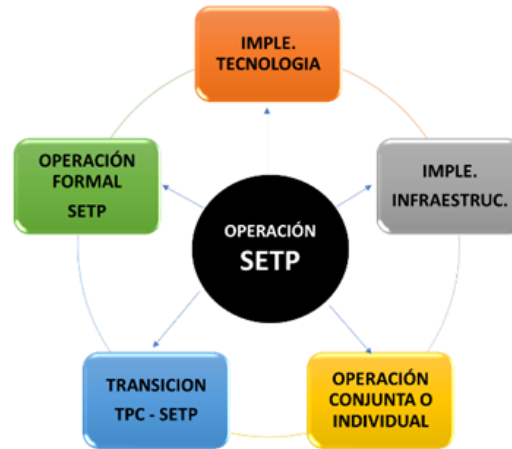 IMPLE.
TECNOLOGIA
OPERACIÓN
FORMAL
SETP
IMPLE.
INFRAESTRUC.
OPERACIÓN
SETP
TRANSICION
TPC - SETP
OPERACIÓN
CONJUNTA O
INDIVIDUAL